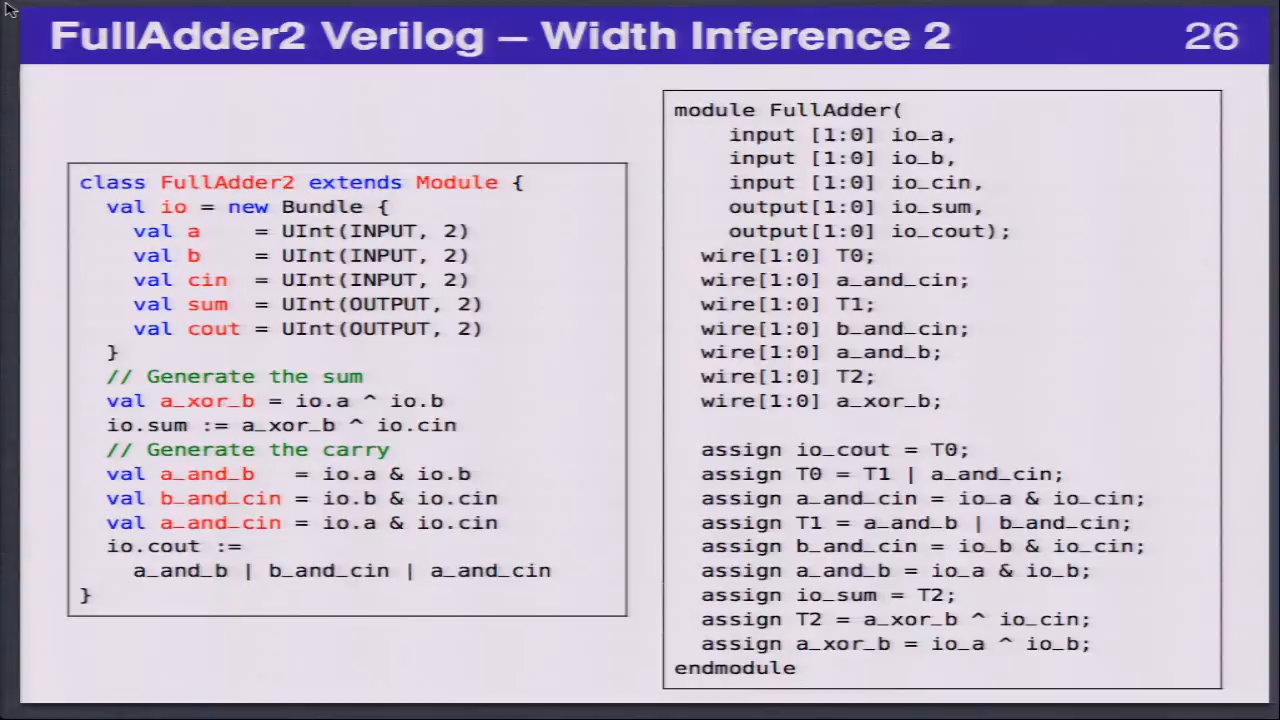 FullAdder2 Verilog – Width Inference 2 26
class FullAdder2 extends Module {
val io = new Bundle {
val a = UInt(INPUT, 2)
val b = UInt(INPUT, 2)
val cin = UInt(INPUT, 2)
val sum = UInt(OUTPUT, 2)
val cout = UInt(OUTPUT, 2)
}
// Generate the sum
val a_xor_b = io.a ^ io.b
io.sum := a_xor_b ^ io.cin
// Generate the carry
val a_and_b = io.a & io.b
val b_and_cin = io.b & io.cin
val a_and_cin = io.a & io.cin
io.cout :=
a_and_b | b_and_cin | a_and_cin
}
module FullAdder(
input [1:0] io_a,
input [1:0] io_b,
input [1:0] io_cin,
output[1:0] io_sum,
output[1:0] io_cout);
wire[1:0] T0;
wire[1:0] a_and_cin;
wire[1:0] T1;
wire[1:0] b_and_cin;
wire[1:0] a_and_b;
wire[1:0] T2;
wire[1:0] a_xor_b;
assign io_cout = T0;
assign T0 = T1 | a_and_cin;
assign a_and_cin = io_a & io_cin;
assign T1 = a_and_b | b_and_cin;
assign b_and_cin = io_b & io_cin;
assign a_and_b = io_a & io_b;
assign io_sum = T2;
assign T2 = a_xor_b ^ io_cin;
assign a_xor_b = io_a ^ io_b;
endmodule